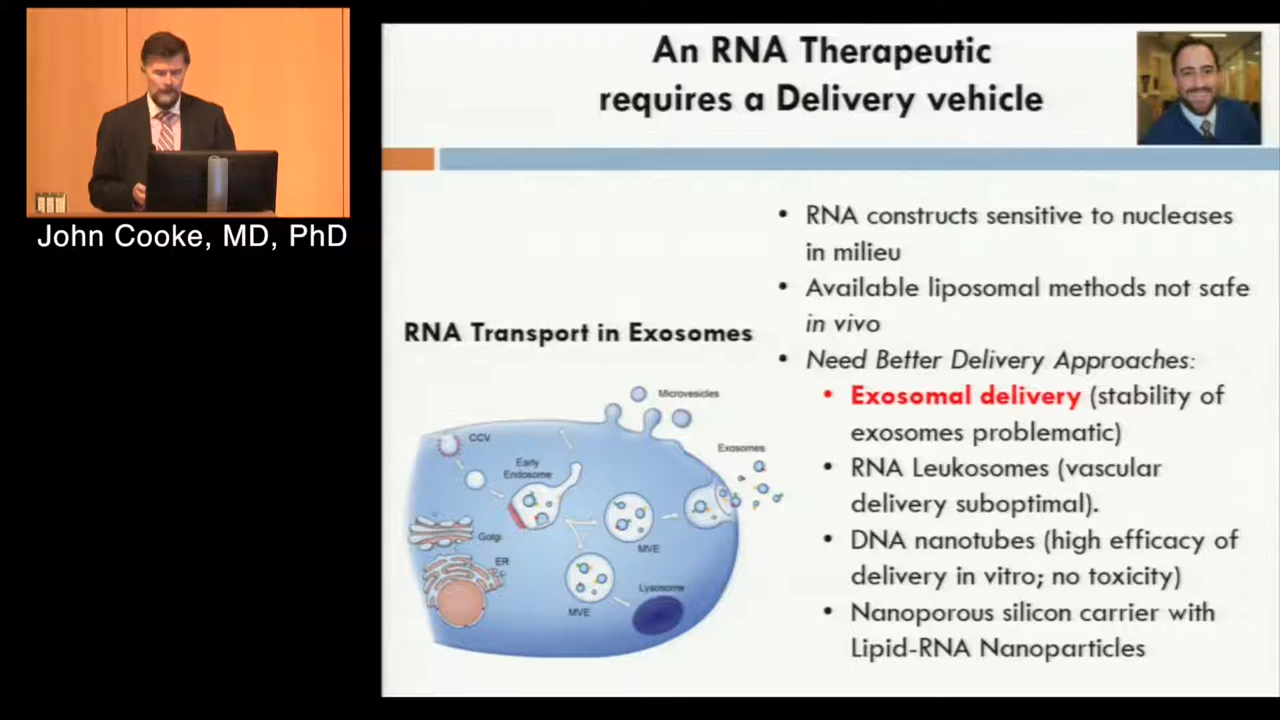 An RNA Therapeutic
requires a Delivery vehicle
John Cooke, MD, PhD
• RNA constructs sensitive to nucleases
in milieu
• Available liposomal methods not safe
in vivo
• Need Better Delivery Approaches:
• Exosomal delivery (stability of
exosomes problematic)
• RNA Leukosomes (vascular
delivery suboptimal).
• DNA nanotubes (high efficacy of
delivery in vitro; no toxicity)
• Nanoporous silicon carrier with
Lipid-RNA Nanoparticles
RNA Transport in Exosomes
Microvesicles
CCV
Exosomes
Early
Endosome
Golgi
MVE
ER
Lysosome
MVE